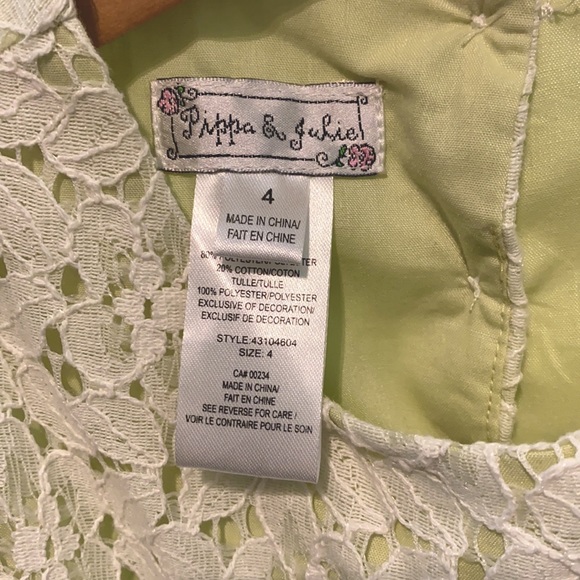 Pippa & Julie
4
MADE IN CHINA/
FAIT EN CHINE
20% COTTON/COTON
TULLE/TULLE
100% POLYESTER/POLYESTER
EXCLUSIVE OF DECORATION/
EXCLUSIF DE DECORATION
STYLE:43104604
SIZE: 4
CA# 00234
MADE IN CHINA/
FAIT EN CHINE
SEE REVERSE FOR CARE /
VOIR LE CONTRAIRE POUR LE SOIN